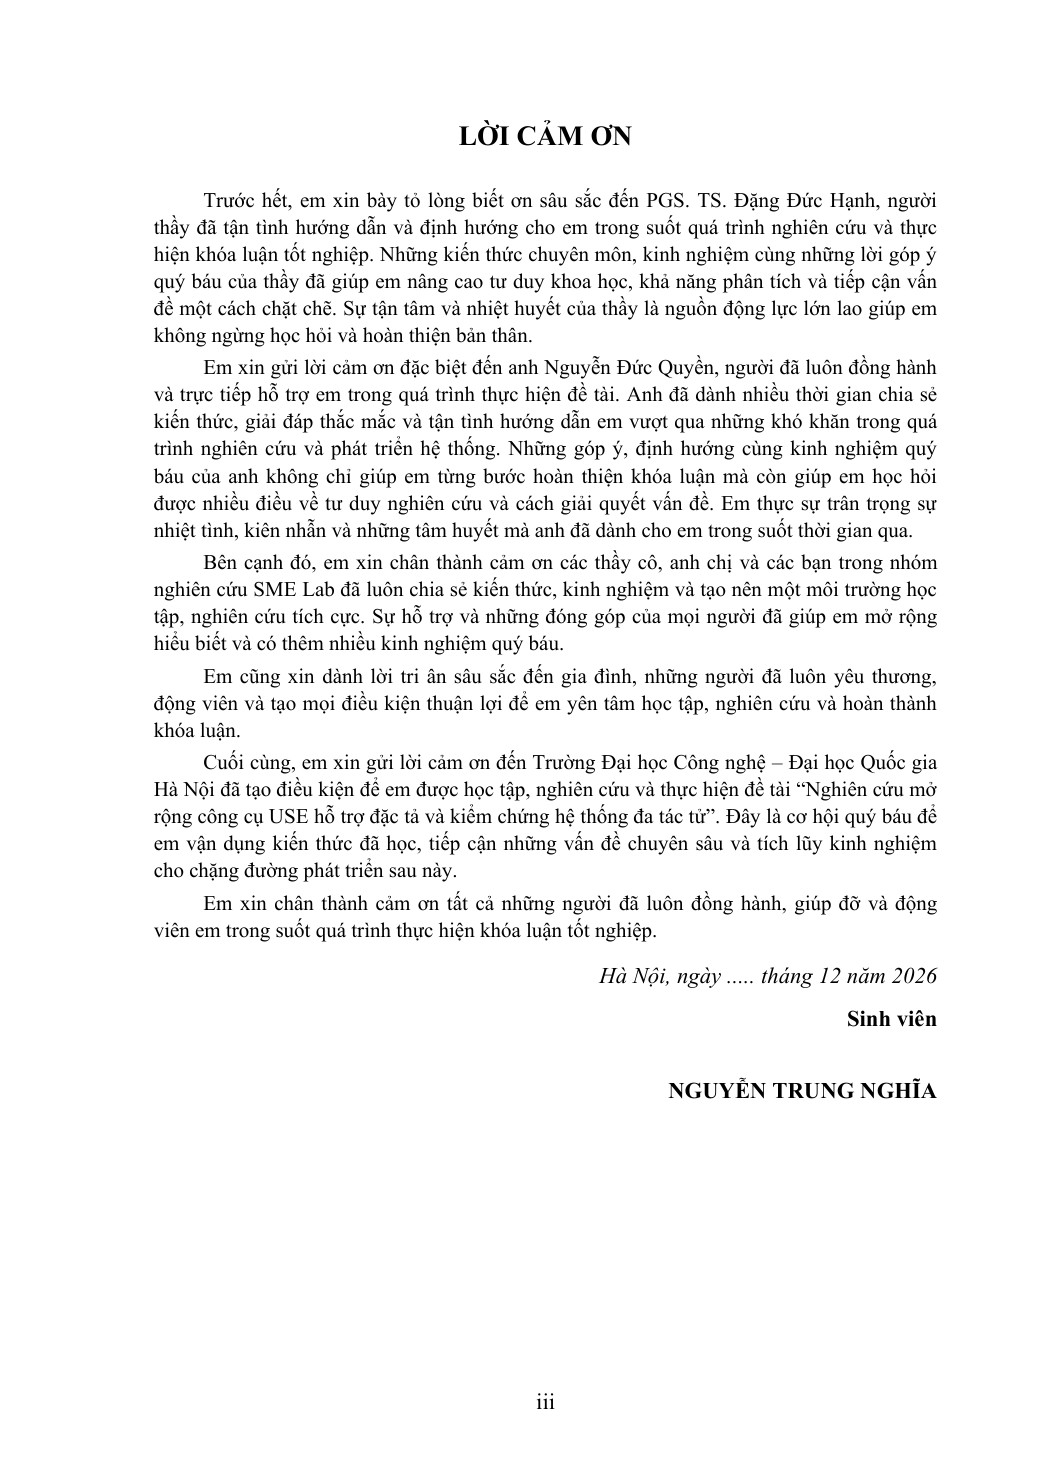 LỜI CẢM ƠN
Trước hết, em xin bày tỏ lòng biết ơn sâu sắc đến PGS. TS. Đặng Đức Hạnh, người
thầy đã tận tình hướng dẫn và định hướng cho em trong suốt quá trình nghiên cứu và thực
hiện khóa luận tốt nghiệp. Những kiến thức chuyên môn, kinh nghiệm cùng những lời góp ý
quý báu của thầy đã giúp em nâng cao tư duy khoa học, khả năng phân tích và tiếp cận vấn
đề một cách chặt chẽ. Sự tận tâm và nhiệt huyết của thầy là nguồn động lực lớn lao giúp em
không ngừng học hỏi và hoàn thiện bản thân.
Em xin gửi lời cảm ơn đặc biệt đến anh Nguyễn Đức Quyền, người đã luôn đồng hành
và trực tiếp hỗ trợ em trong quá trình thực hiện đề tài. Anh đã dành nhiều thời gian chia sẻ
kiến thức, giải đáp thắc mắc và tận tình hướng dẫn em vượt qua những khó khăn trong quá
trình nghiên cứu và phát triển hệ thống. Những góp ý, định hướng cùng kinh nghiệm quý
báu của anh không chỉ giúp em từng bước hoàn thiện khóa luận mà còn giúp em học hỏi
được nhiều điều về tư duy nghiên cứu và cách giải quyết vấn đề. Em thực sự trân trọng sự
nhiệt tình, kiên nhẫn và những tâm huyết mà anh đã dành cho em trong suốt thời gian qua.
Bên cạnh đó, em xin chân thành cảm ơn các thầy cô, anh chị và các bạn trong nhóm
nghiên cứu SME Lab đã luôn chia sẻ kiến thức, kinh nghiệm và tạo nên một môi trường học
tập, nghiên cứu tích cực. Sự hỗ trợ và những đóng góp của mọi người đã giúp em mở rộng
hiểu biết và có thêm nhiều kinh nghiệm quý báu.
Em cũng xin dành lời tri ân sâu sắc đến gia đình, những người đã luôn yêu thương,
động viên và tạo mọi điều kiện thuận lợi để em yên tâm học tập, nghiên cứu và hoàn thành
khóa luận.
Cuối cùng, em xin gửi lời cảm ơn đến Trường Đại học Công nghệ – Đại học Quốc gia
Hà Nội đã tạo điều kiện để em được học tập, nghiên cứu và thực hiện đề tài “Nghiên cứu mở
rộng công cụ USE hỗ trợ đặc tả và kiểm chứng hệ thống đa tác tử”. Đây là cơ hội quý báu để
em vận dụng kiến thức đã học, tiếp cận những vấn đề chuyên sâu và tích lũy kinh nghiệm
cho chặng đường phát triển sau này.
Em xin chân thành cảm ơn tất cả những người đã luôn đồng hành, giúp đỡ và động
viên em trong suốt quá trình thực hiện khóa luận tốt nghiệp.
Hà Nội, ngày ..... tháng 12 năm 2026
Sinh viên
NGUYỄN TRUNG NGHĨA
iii